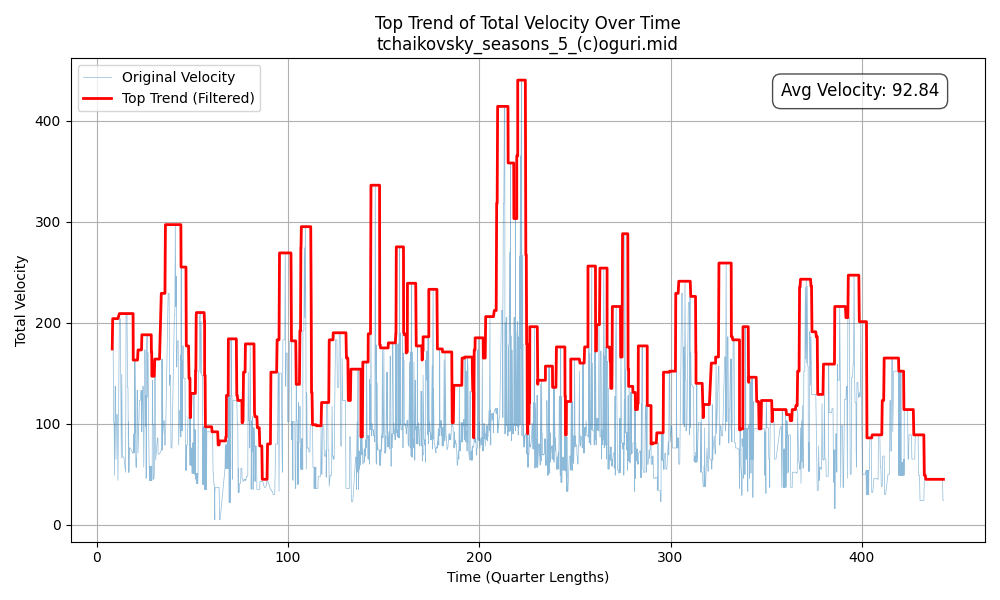 Top Trend of Total Velocity Over Time
tchaikovsky_seasons_5_(c)oguri.mid
Original Velocity
Top Trend (Filtered)
Avg Velocity: 92.84
Total Velocity
400
300
200
100
0
0 100 200 300 400
Time (Quarter Lengths)